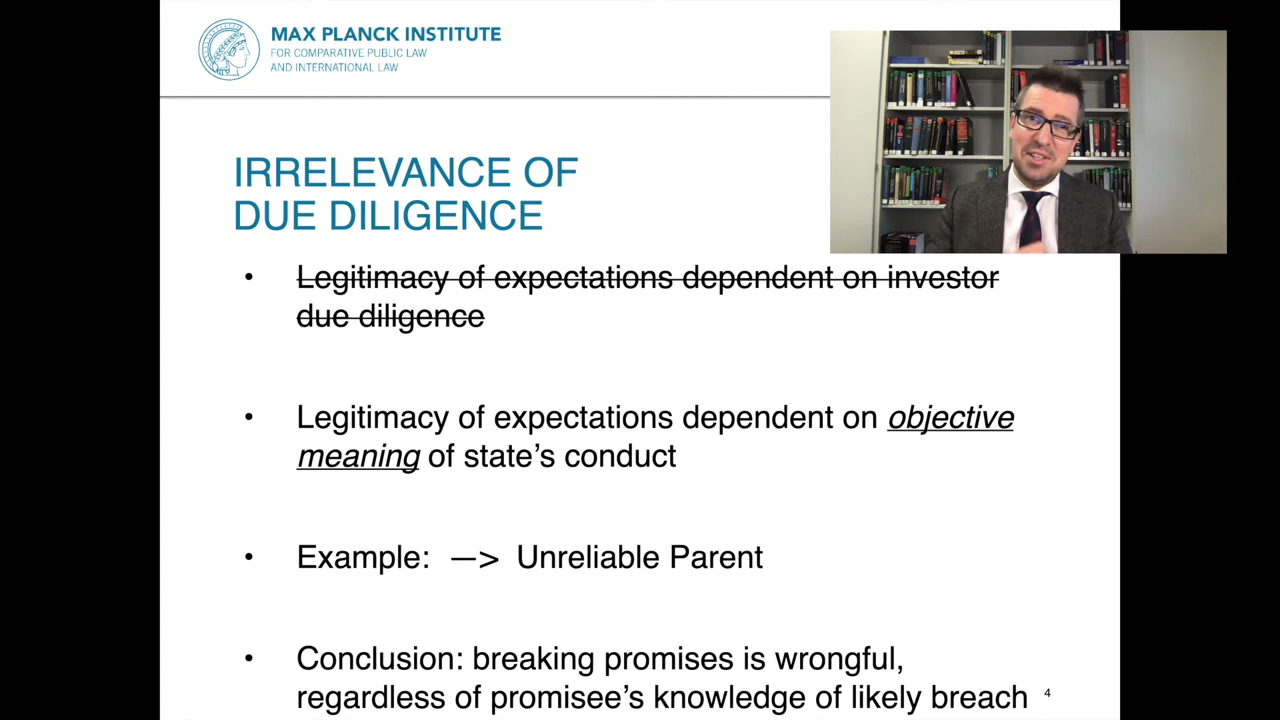 MAX PLANCK INSTITUTE
FOR COMPARATIVE PUBLIC LAW
AND INTERNATIONAL LAW
IRRELEVANCE OF
DUE DILIGENCE
• Legitimacy of expectations dependent on investor
due diligence
• Legitimacy of expectations dependent on objective
meaning of state’s conduct
• Example: —> Unreliable Parent
• Conclusion: breaking promises is wrongful,
regardless of promisee’s knowledge of likely breach
4